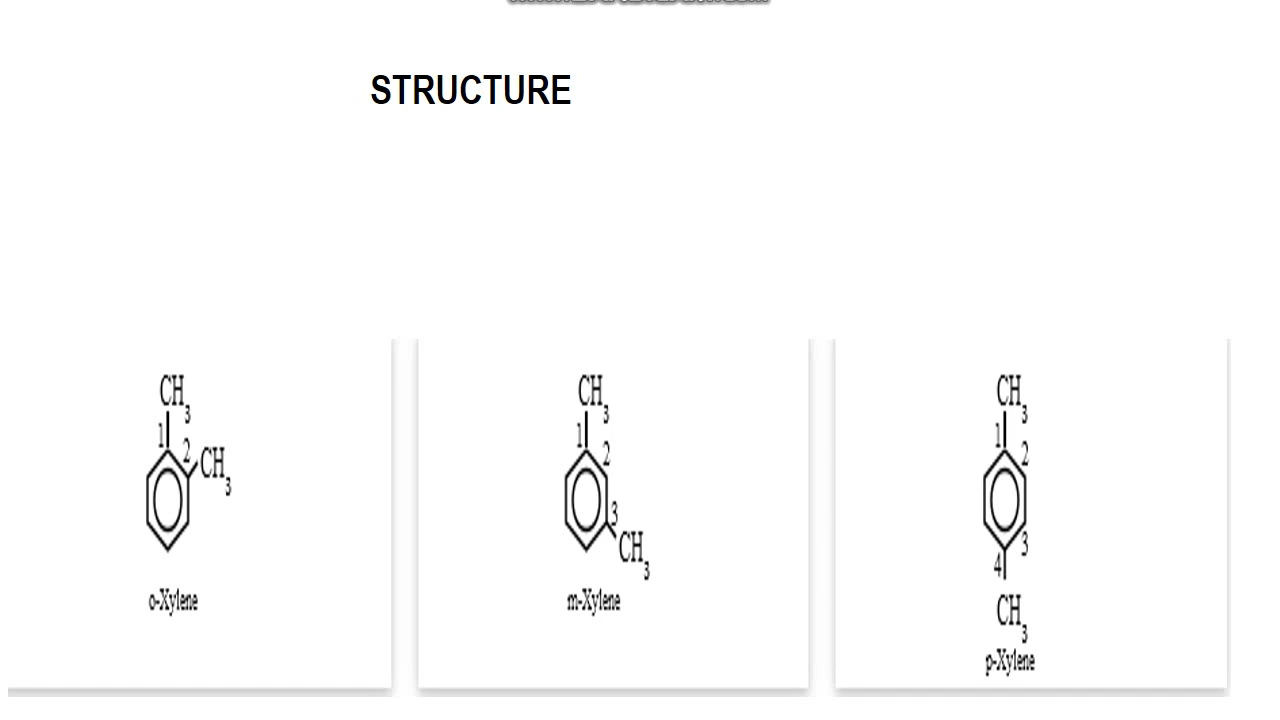 STRUCTURE
CH3
1
2
CH3
o-Xylene
CH3
1
2
3
CH3
m-Xylene
CH3
1
2
3
4
CH3
p-Xylene